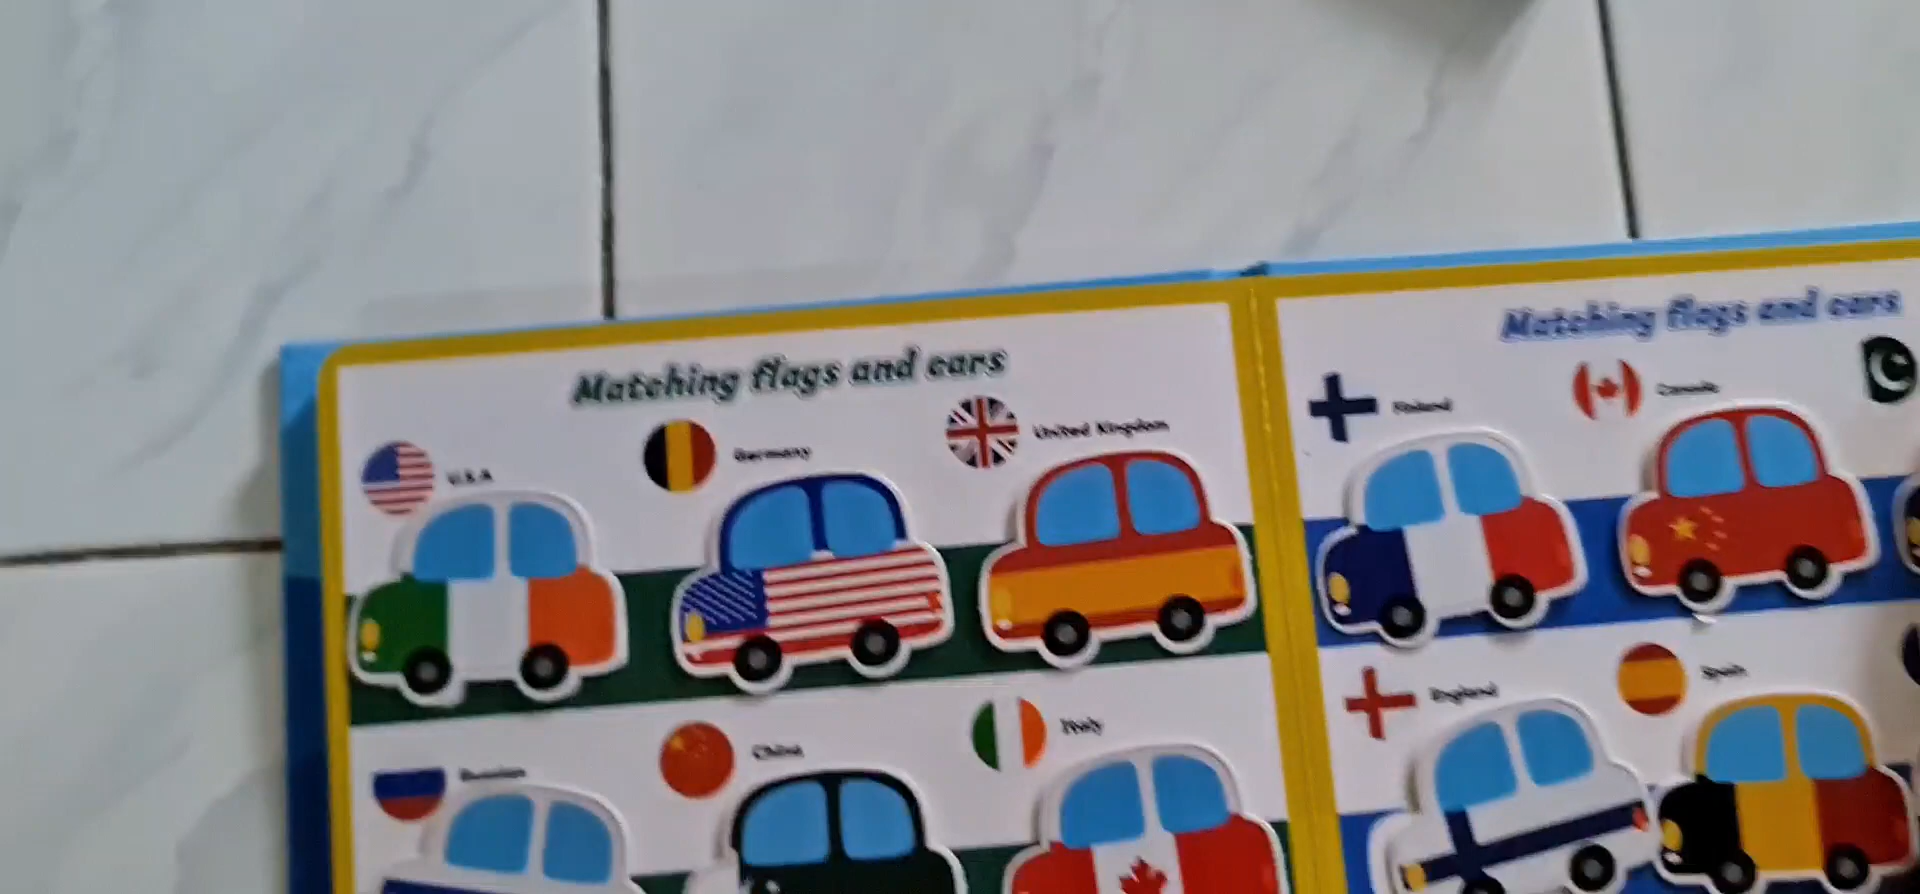 Matching flags and cars
U.S.A
Germany
United Kingdom
China
Italy
Matching flags and cars
Finland
Canada
England
Spain